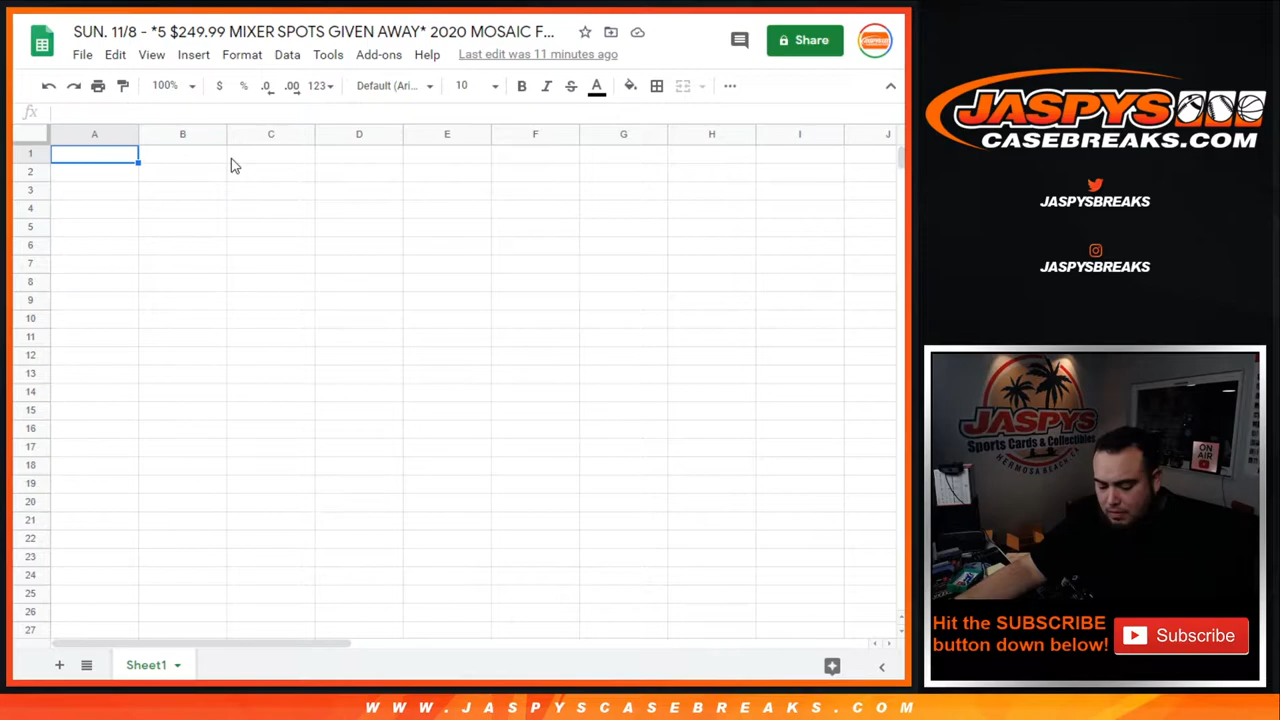 SUN. 11/8 - *5 $249.99 MIXER SPOTS GIVEN AWAY* 2020 MOSAIC F...
Share
File Edit View Insert Format Data Tools Add-ons Help Last edit was 11 minutes ago
100% $ % .0 .00 123 Default (Ari... 10 B I S A
fx
A B C D E F G H I J
1
2
3
4
5
6
7
8
9
10
11
12
13
14
15
16
17
18
19
20
21
22
23
24
25
26
27
Sheet1
JASPYS
CASEBREAKS.COM
JASPYSBREAKS
JASPYSBREAKS
JASPYS
Sports Cards & Collectibles
HERMOSA BEACH, CA
ON AIR
Hit the SUBSCRIBE
button down below!
Subscribe
WWW.JASPYSCASEBREAKS.COM